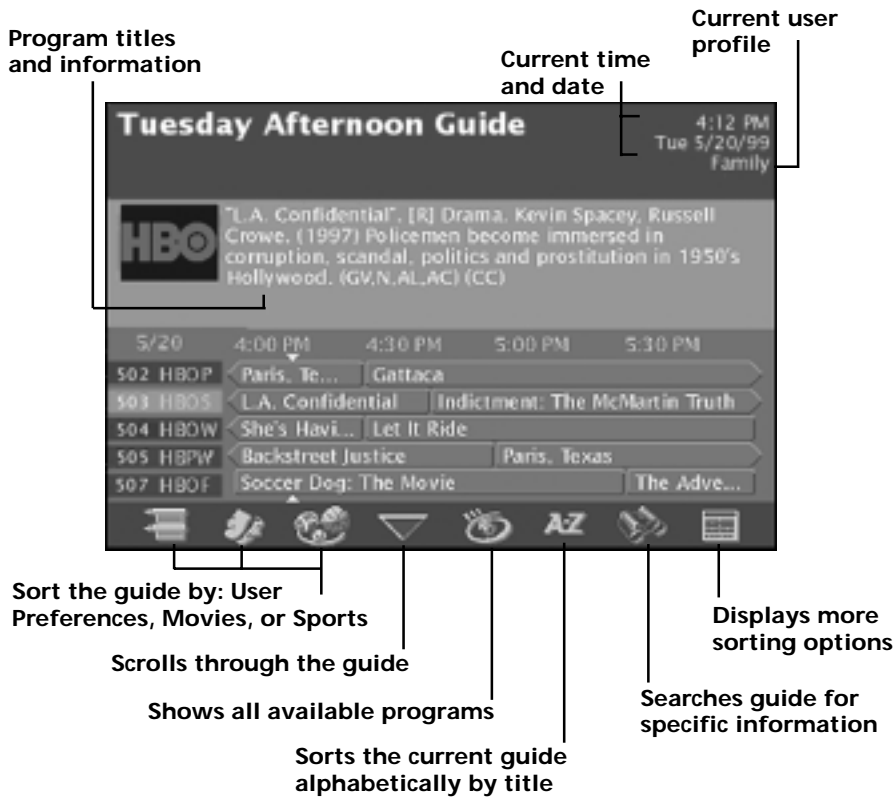 Current user
profile
Program titles
and information
Current time
and date
Tuesday Afternoon Guide
4:12 PM
Tue 5/20/99
Family
HBO
"L.A. Confidential". [R] Drama. Kevin Spacey, Russell
Crowe. (1997) Policemen become immersed in
corruption, scandal, politics and prostitution in 1950's
Hollywood. (GV,N,AL,AC) (CC)
5/20 4:00 PM 4:30 PM 5:00 PM 5:30 PM
502 HBOP Paris, Te... Gattaca
503 HBOS L.A. Confidential Indictment: The McMartin Truth
504 HBOW She's Havi... Let It Ride
505 HBPW Backstreet Justice Paris, Texas
507 HBOF Soccer Dog: The Movie The Adve...
A-Z
Sort the guide by: User
Preferences, Movies, or Sports
Displays more
sorting options
Scrolls through the guide
Searches guide for
specific information
Shows all available programs
Sorts the current guide
alphabetically by title